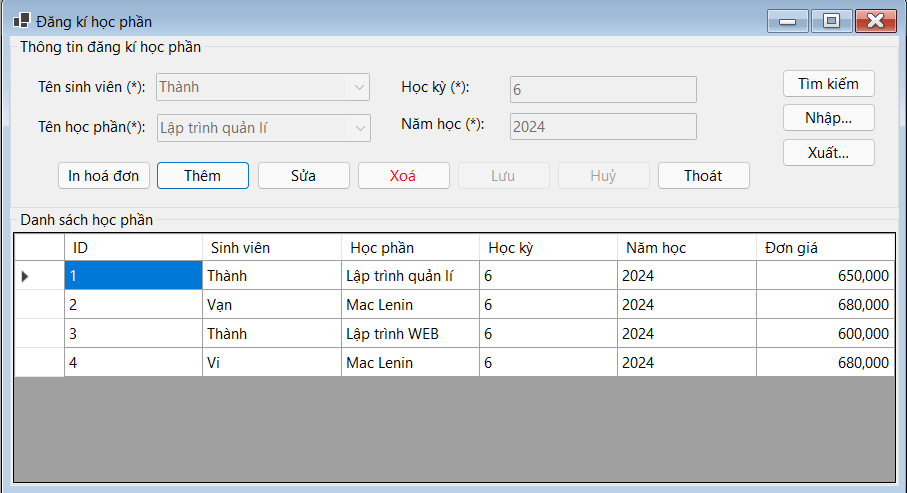 Đăng kí học phần
Thông tin đăng kí học phần
Tên sinh viên (*): Thành Học kỳ (*): 6 Tìm kiếm
Tên học phần(*): Lập trình quản lí Năm học (*): 2024 Nhập...
Xuất...
In hoá đơn Thêm Sửa Xoá Lưu Huỷ Thoát
Danh sách học phần
ID Sinh viên Học phần Học kỳ Năm học Đơn giá
1 Thành Lập trình quản lí 6 2024 650,000
2 Vạn Mac Lenin 6 2024 680,000
3 Thành Lập trình WEB 6 2024 600,000
4 Vi Mac Lenin 6 2024 680,000